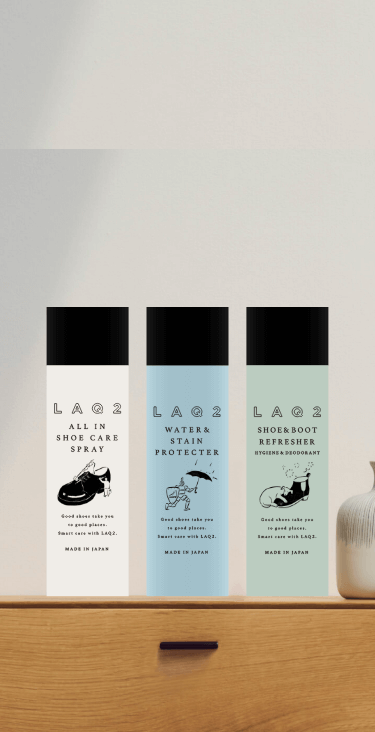 LAQ2
ALL IN
SHOE CARE
SPRAY
Good shoes take you
to good places.
Smart care with LAQ2.
MADE IN JAPAN
LAQ2
WATER&
STAIN
PROTECTER
Good shoes take you
to good places.
Smart care with LAQ2.
MADE IN JAPAN
LAQ2
SHOE&BOOT
REFRESHER
HYGIENE&DEODORANT
Good shoes take you
to good places.
Smart care with LAQ2.
MADE IN JAPAN